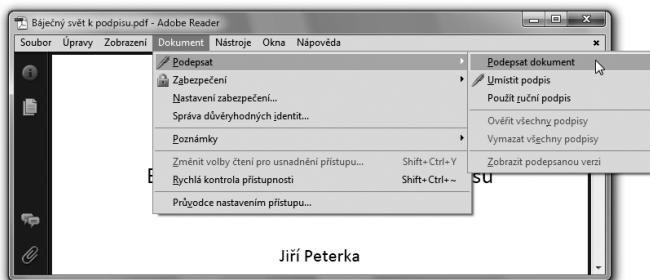 Báječný svět k podpisu.pdf - Adobe Reader
Soubor Úpravy Zobrazení Dokument Nástroje Okna Nápověda
Podepsat
Zabezpečení
Nastavení zabezpečení...
Správa důvěryhodných identit...
Poznámky
Změnit volby čtení pro usnadnění přístupu... Shift+Ctrl+Y
Rychlá kontrola přístupnosti Shift+Ctrl+~
Průvodce nastavením přístupu...
Podepsat dokument
Umístit podpis
Použít ruční podpis
Ověřit všechny podpisy
Vymazat všechny podpisy
Zobrazit podepsanou verzi
Jiří Peterka